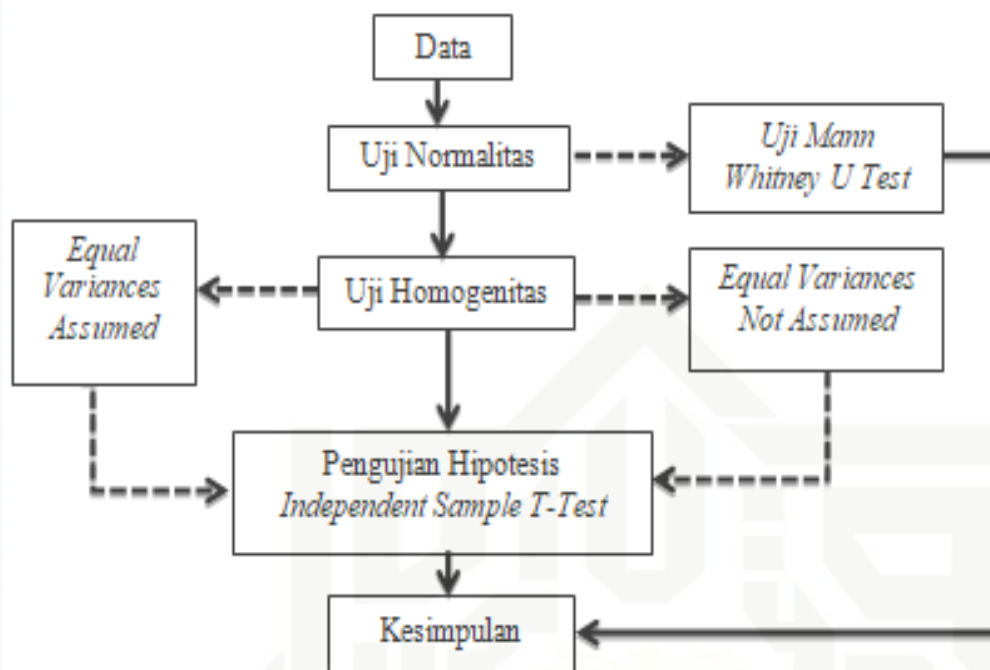 Data
Uji Normalitas
Uji Mann
Whitney U Test
Equal
Variances
Assumed
Uji Homogenitas
Equal Variances
Not Assumed
Pengujian Hipotesis
Independent Sample T-Test
Kesimpulan